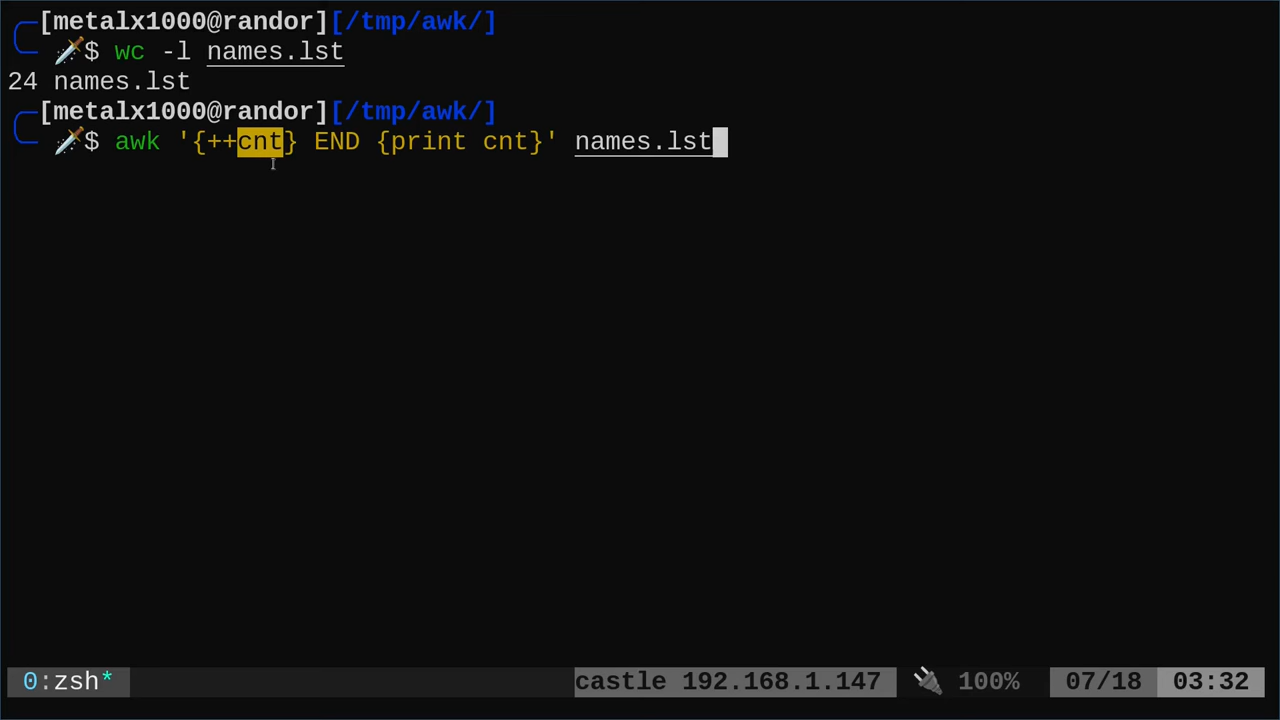 [metalx1000@randor][/tmp/awk/]
🗡️$ wc -l names.lst
24 names.lst
[metalx1000@randor][/tmp/awk/]
🗡️$ awk '{++cnt} END {print cnt}' names.lst
0:zsh* castle 192.168.1.147 🔌 100% 07/18 03:32